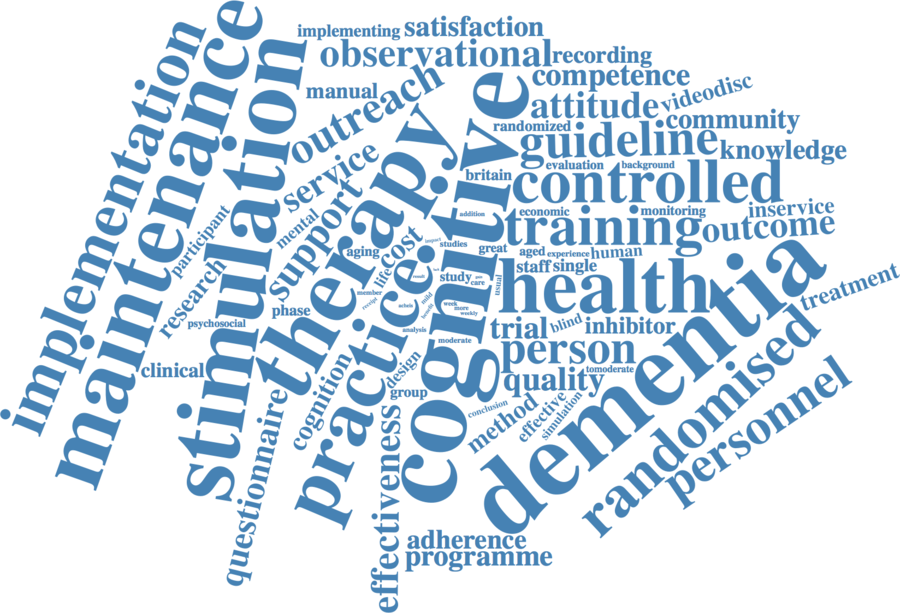 implementation
maintenance
stimulation
implementing
satisfaction
observational
recording
manual
outreach
competence
attitude
videodisc
randomized
community
guideline
knowledge
evaluation
background
britain
controlled
service
therapy
cognitive
participant
mental
support
addition
economic
monitoring
inservice
training
outcome
research
aging
cost
impact
studies
great
aged
experience
human
life
staff
single
study
care
usual
health
dementia
treatment
phase
psychosocial
member
receipt
mild
benefit
week
more
weekly
analysis
moderate
trial
blind
inhibitor
person
practice
clinical
design
group
tomoderate
quality
cognition
conclusion
method
effective
simulation
randomised
personnel
questionnaire
effectiveness
adherence
programme